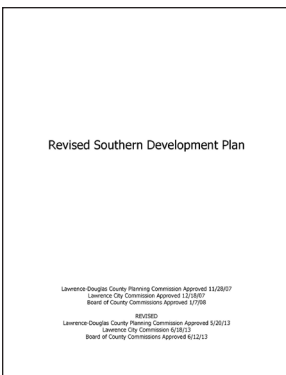 Revised Southern Development Plan
Lawrence-Douglas County Planning Commission Approved 11/28/07
Lawrence City Commission Approved 12/18/07
Board of County Commissions Approved 1/7/08
REVISED
Lawrence-Douglas County Planning Commission Approved 5/20/13
Lawrence City Commission 6/18/13
Board of County Commissions Approved 6/12/13